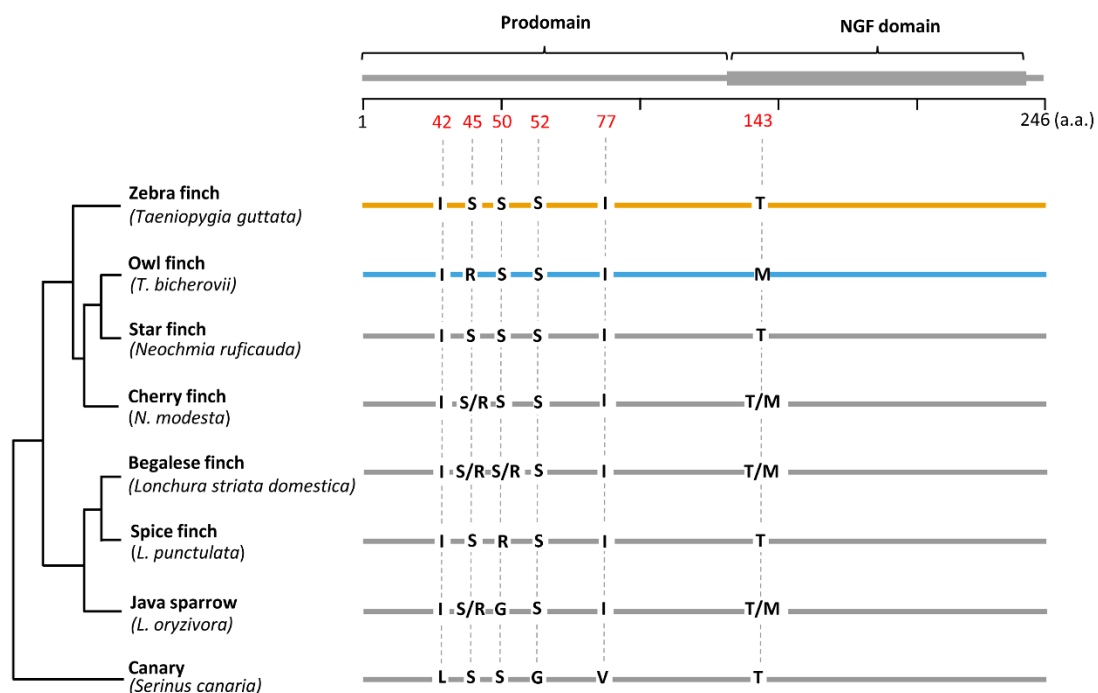 Prodomain NGF domain
1 42 45 50 52 77 143 246 (a.a.)
Zebra finch
(Taeniopygia guttata)
I S S S I T
Owl finch
(T. bicherovii)
I R S S I M
Star finch
(Neochmia ruficauda)
I S S S I T
Cherry finch
(N. modesta)
I S/R S S I T/M
Begalese finch
(Lonchura striata domestica)
I S/R S/R S I T/M
Spice finch
(L. punctulata)
I S R S I T
Java sparrow
(L. oryzivora)
I S/R G S I T/M
Canary
(Serinus canaria)
L S S G V T